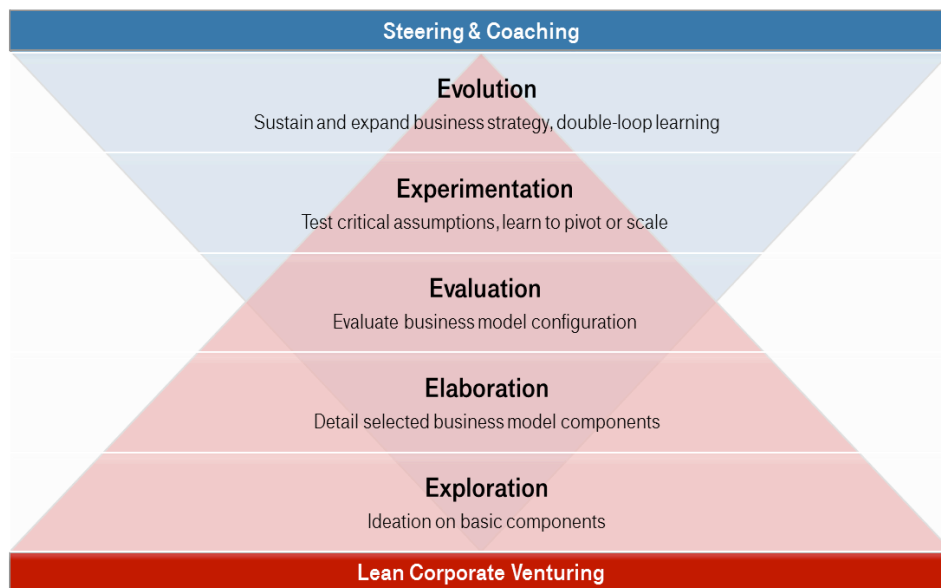 Steering & Coaching
Evolution
Sustain and expand business strategy, double-loop learning
Experimentation
Test critical assumptions, learn to pivot or scale
Evaluation
Evaluate business model configuration
Elaboration
Detail selected business model components
Exploration
Ideation on basic components
Lean Corporate Venturing